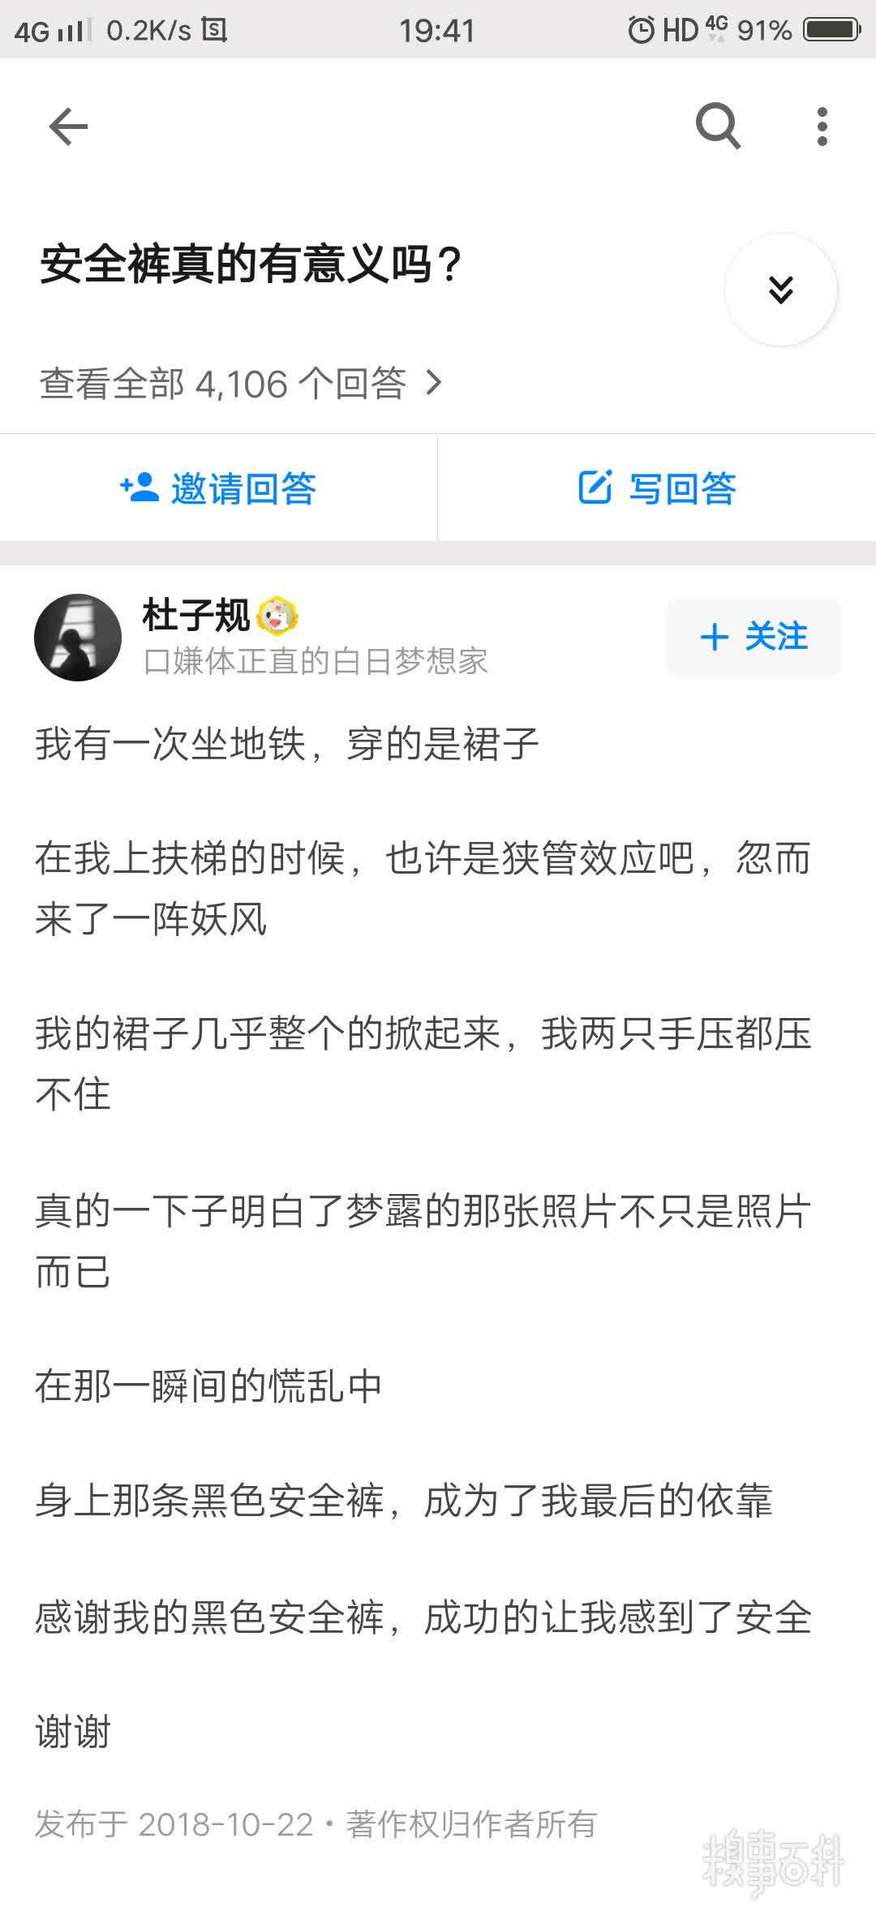 4G 0.2K/s 19:41 HD 4G 91%
安全裤真的有意义吗？
查看全部 4,106 个回答
邀请回答 写回答
杜子规
口嫌体正直的白日梦想家
+ 关注
我有一次坐地铁，穿的是裙子
在我上扶梯的时候，也许是狭管效应吧，忽而
来了一阵妖风
我的裙子几乎整个的掀起来，我两只手压都压
不住
真的一下子明白了梦露的那张照片不只是照片
而已
在那一瞬间的慌乱中
身上那条黑色安全裤，成为了我最后的依靠
感谢我的黑色安全裤，成功的让我感到了安全
谢谢
发布于 2018-10-22 · 著作权归作者所有
糗事百科